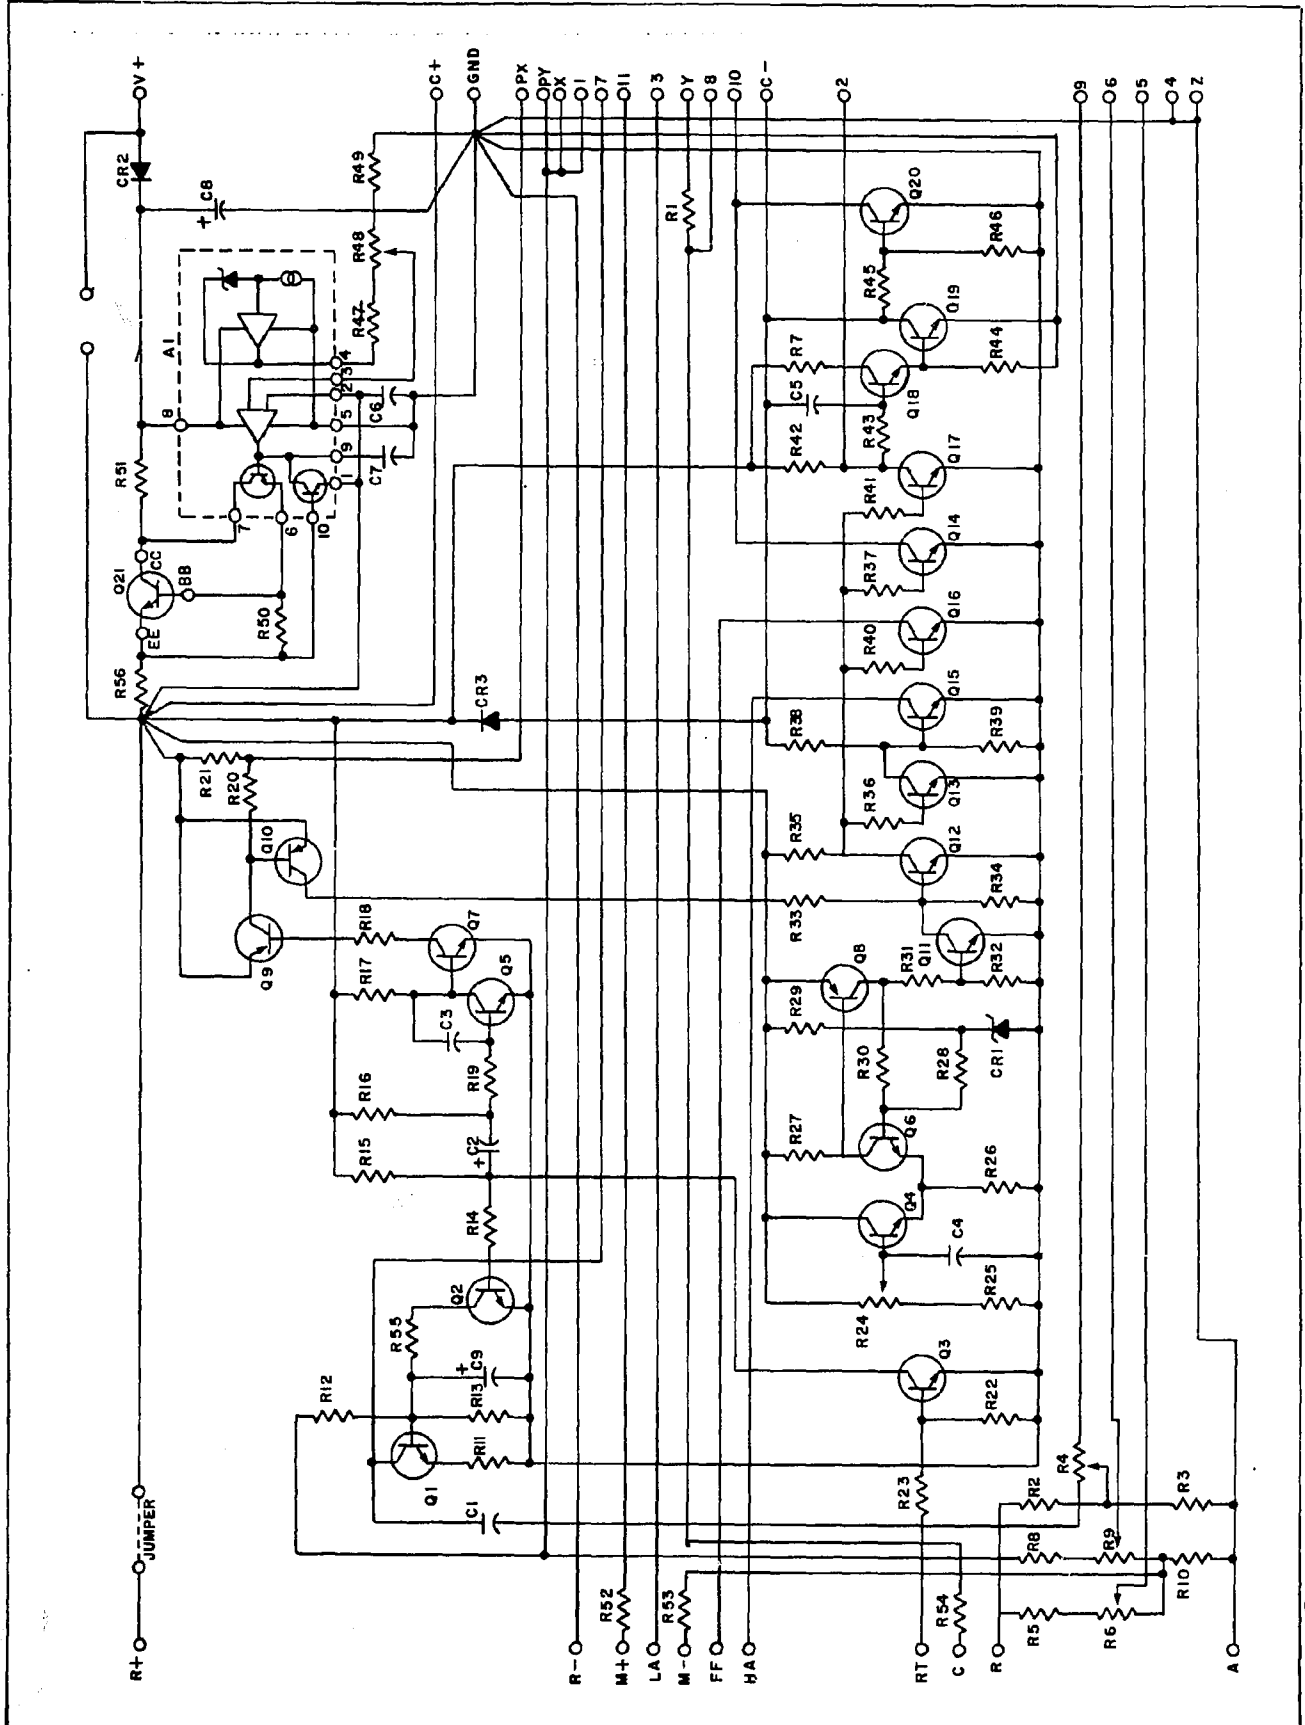 V+
C+
GND
PX
PY
X
1
7
11
3
Y
8
10
C-
2
9
6
5
4
Z
CR2
C8
+
R49
R48
R47
A1
8
4
3
2
5
9
1
C6
C7
7
6
10
R51
CC
Q21
BB
EE
R50
R56
R1
Q20
R46
R45
Q19
R44
R7
C5
Q18
R42
R43
Q17
R41
Q14
R37
Q16
R40
Q15
R38
R39
Q13
R36
R35
Q12
R34
R33
CR3
R21
R20
Q10
Q9
R18
Q7
R17
Q5
C3
R19
R16
R15
+
C2
R14
Q2
R55
+
C9
R13
R12
R11
Q1
C1
Q8
R31
Q11
R32
R29
R30
R28
CR1
R27
Q6
R26
Q4
C4
R25
R24
Q3
R22
R23
R4
R2
R3
R8
R9
R10
R5
R6
R52
R53
R54
JUMPER
R+
R-
M+
LA
M-
FF
HA
RT
C
R
A